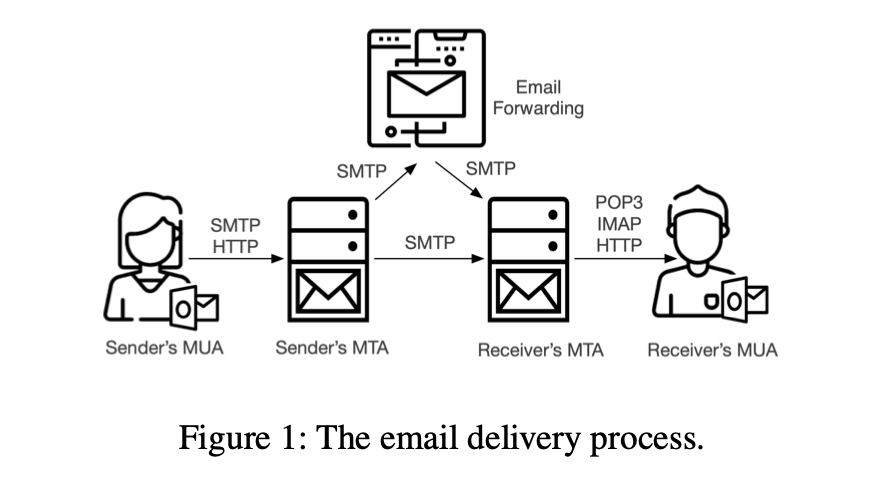 Email
Forwarding
SMTP
SMTP
SMTP
HTTP
SMTP
POP3
IMAP
HTTP
Sender's MUA
Sender's MTA
Receiver's MTA
Receiver's MUA
Figure 1: The email delivery process.